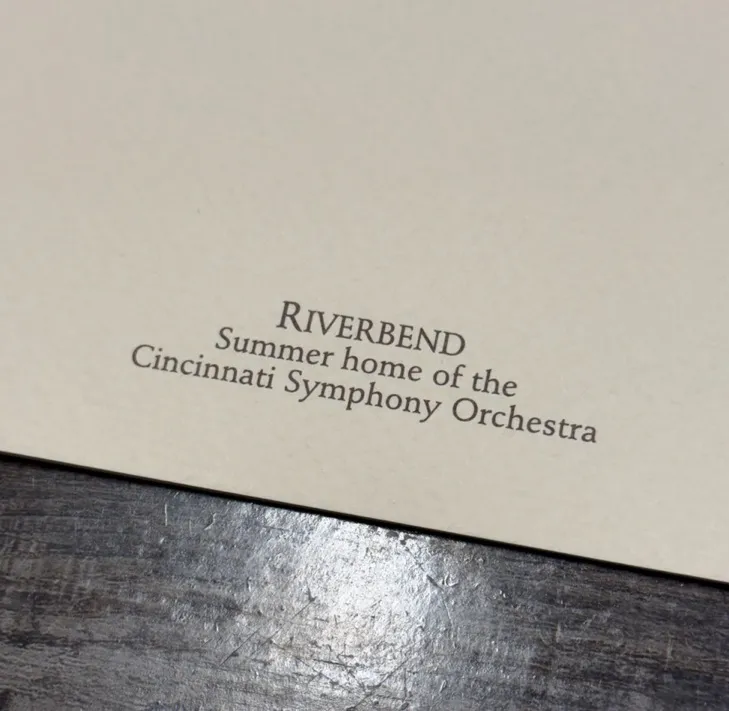 RIVERBEND
Summer home of the
Cincinnati Symphony Orchestra